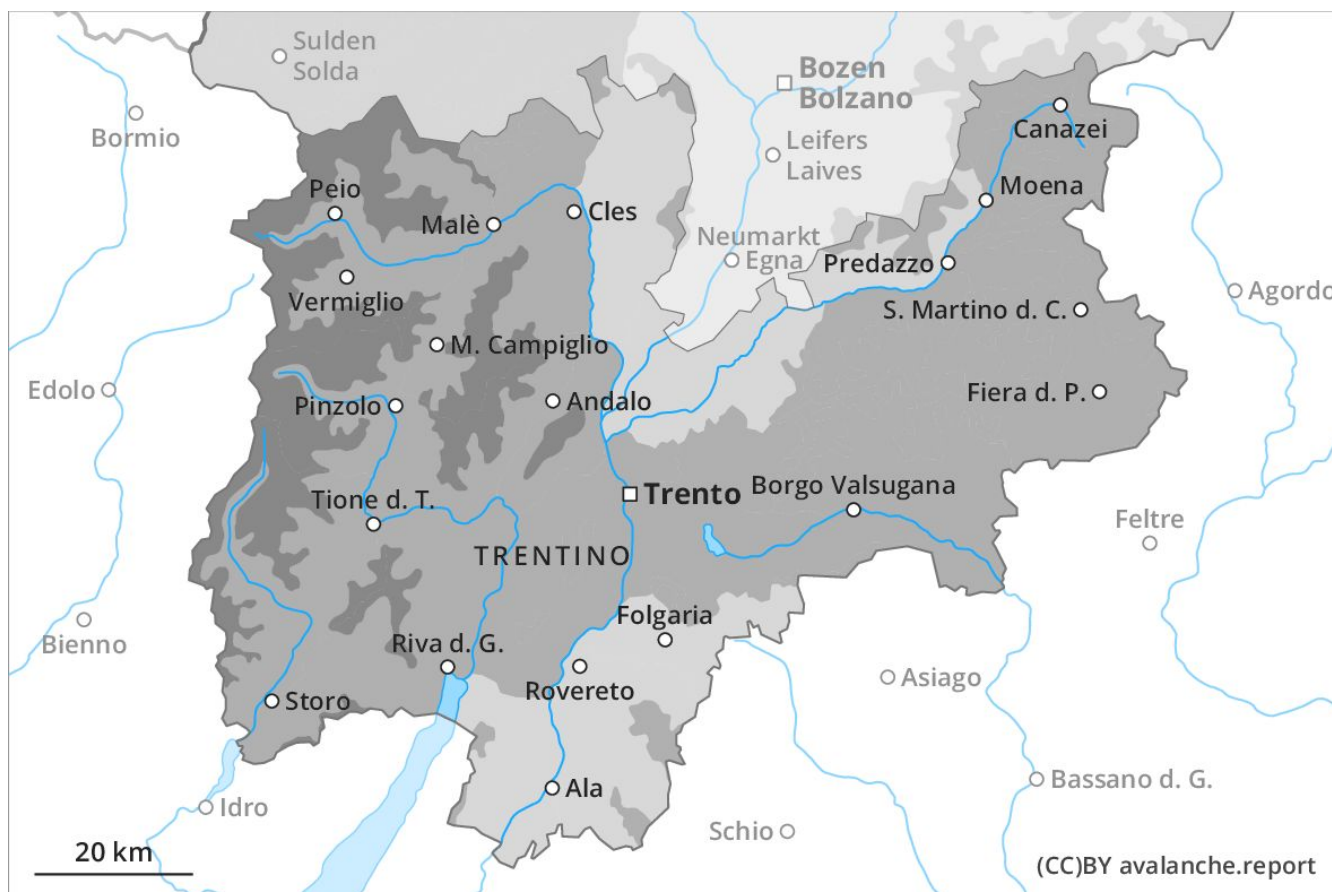 Sulden
Solda
Bozen
Bolzano
Bormio
Canazei
Leifers
Laives
Peio
Moena
Malè
Cles
Neumarkt
Egna
Predazzo
Vermiglio
Agordo
S. Martino d. C.
M. Campiglio
Edolo
Fiera d. P.
Pinzolo
Andalo
Trento
Borgo Valsugana
Tione d. T.
Feltre
TRENTINO
Folgaria
Bienno
Riva d. G.
Asiago
Rovereto
Storo
Bassano d. G.
Ala
Idro
Schio
20 km
(CC)BY avalanche.report